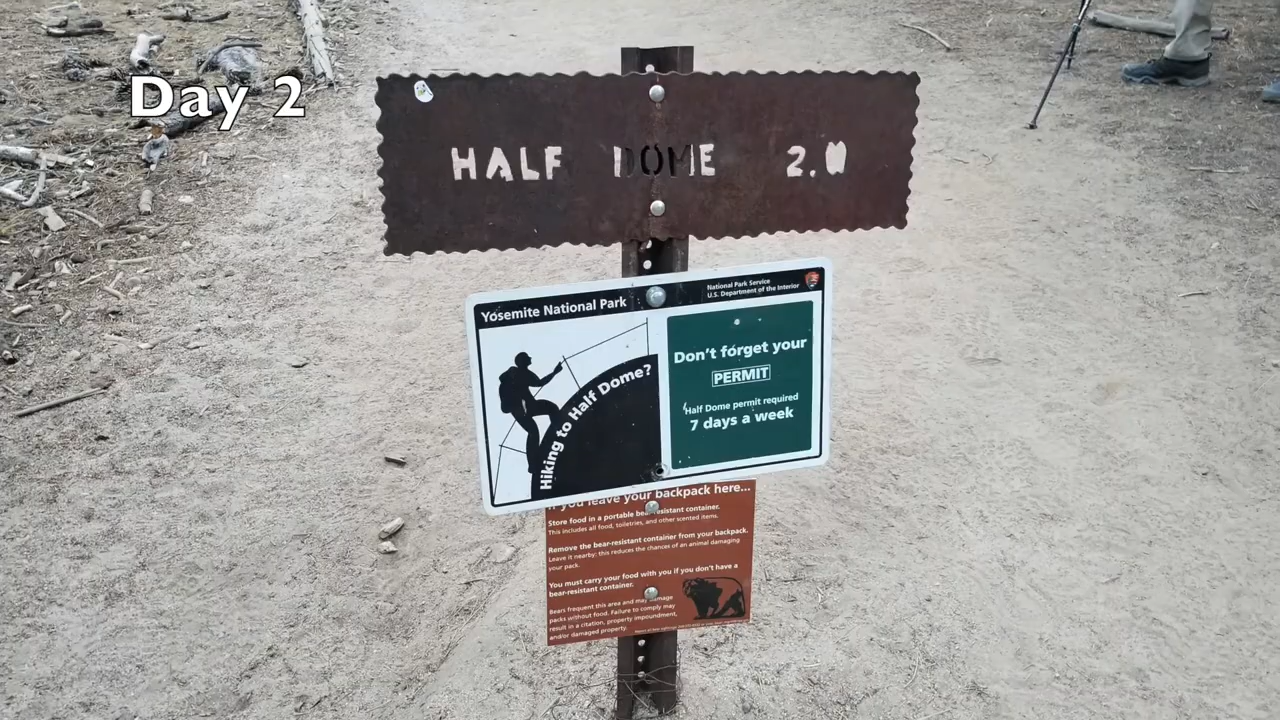 Day 2
HALF DOME 2.0
Yosemite National Park
National Park Service
U.S. Department of the Interior
Hiking to Half Dome?
Don't forget your
PERMIT
Half Dome permit required
7 days a week
If you leave your backpack here...
Store food in a portable bear-resistant container.
This includes all food, toiletries, and other scented items.
Remove the bear-resistant container from your backpack.
Leave it nearby; this reduces the chances of an animal damaging
your pack.
You must carry your food with you if you don't have a
bear-resistant container.
Bears frequent this area and may damage
packs without food. Failure to comply may
result in a citation, property impoundment,
and/or damaged property.